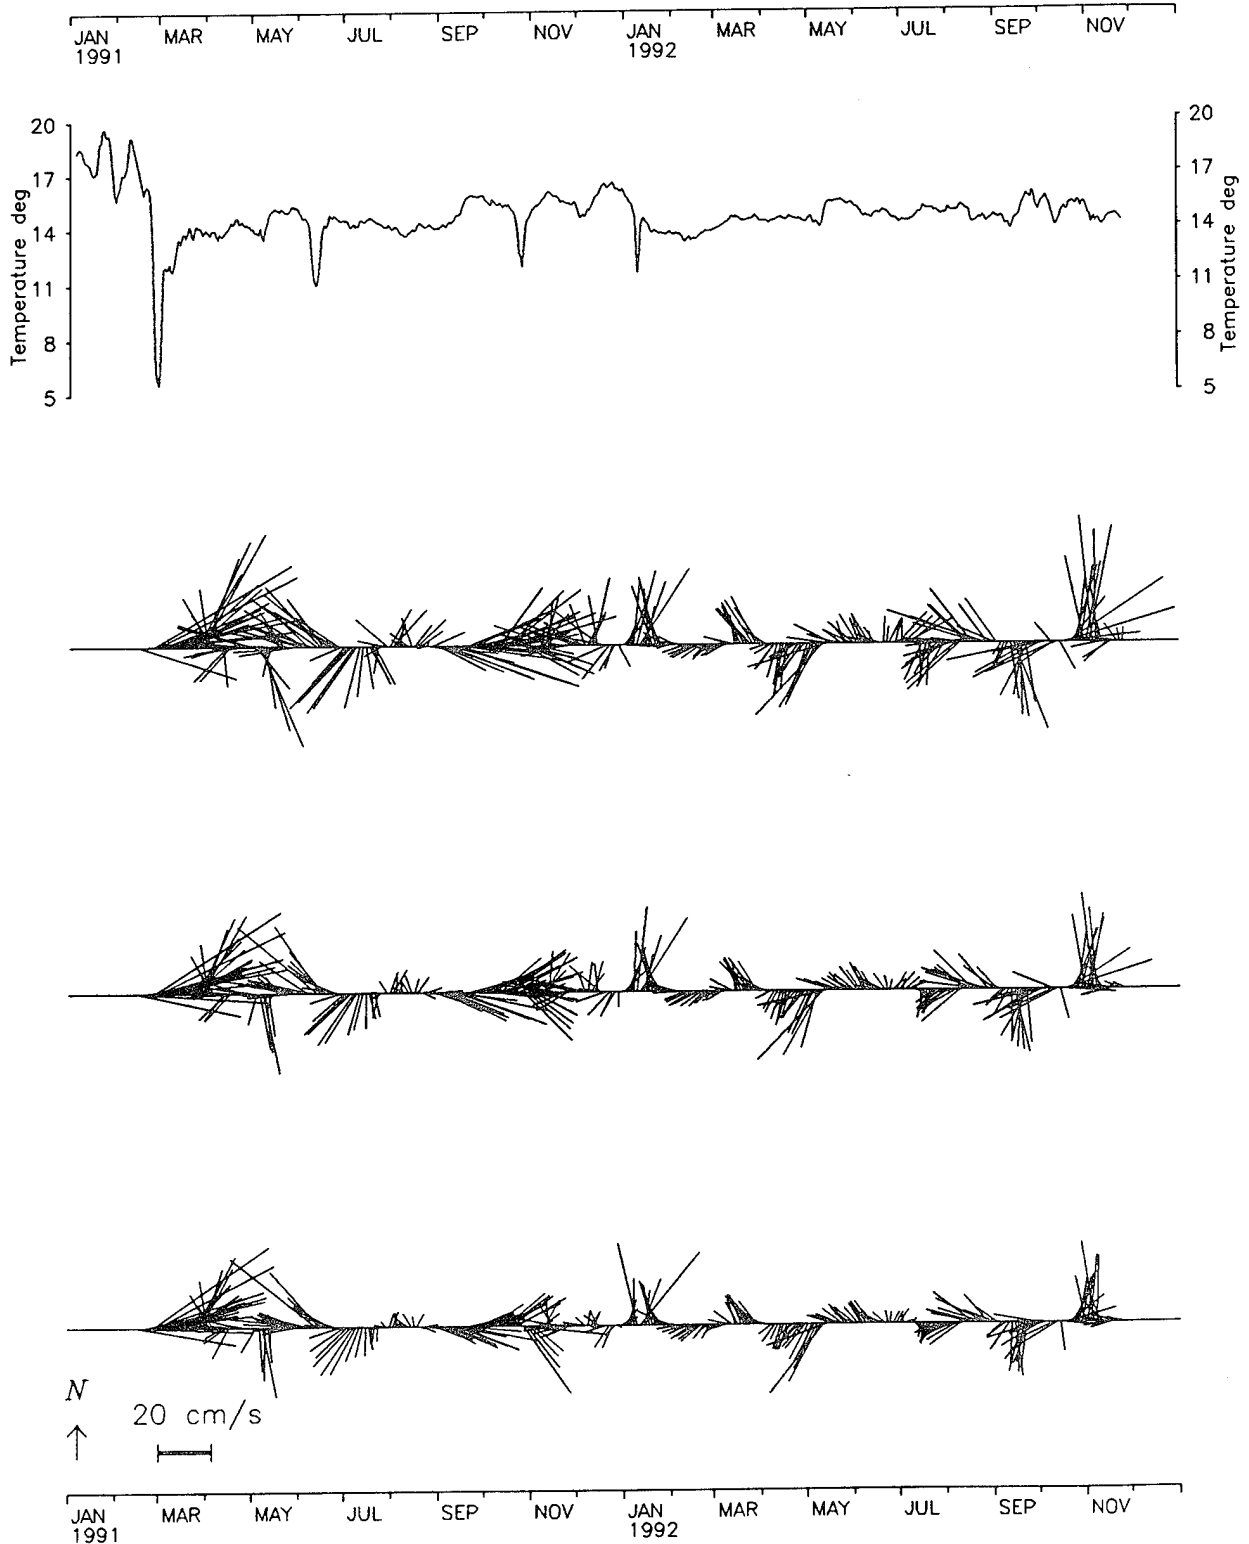 JAN MAR MAY JUL SEP NOV JAN MAR MAY JUL SEP NOV
1991 1992
20 20
17 17
14 14
11 11
8 8
5 5
Temperature deg
Temperature deg
N
20 cm/s
JAN MAR MAY JUL SEP NOV JAN MAR MAY JUL SEP NOV
1991 1992